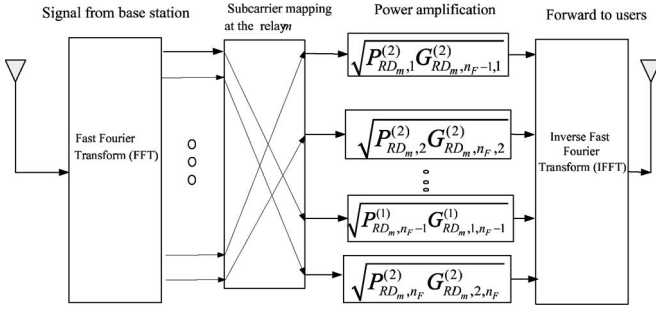 Signal from base station
Subcarrier mapping
at the relay n
Power amplification
Forward to users
Fast Fourier
Transform (FFT)
√(P^{(2)}_{RD_m,1} G^{(2)}_{RD_m,n_F−1,1})
√(P^{(2)}_{RD_m,2} G^{(2)}_{RD_m,n_F,2})
√(P^{(1)}_{RD_m,n_F−1} G^{(1)}_{RD_m,1,n_F−1})
√(P^{(2)}_{RD_m,n_F} G^{(2)}_{RD_m,2,n_F})
Inverse Fast
Fourier
Transform (IFFT)